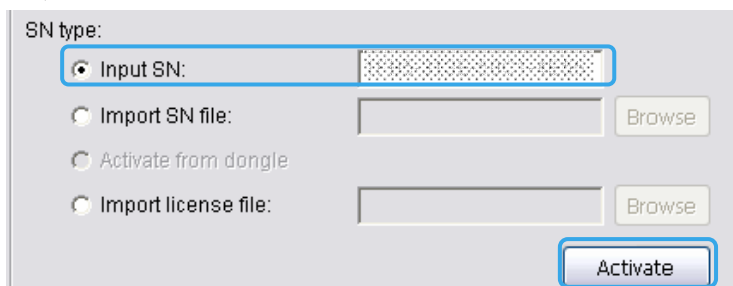 SN type:
Input SN:
Import SN file: Browse
Activate from dongle
Import license file: Browse
Activate